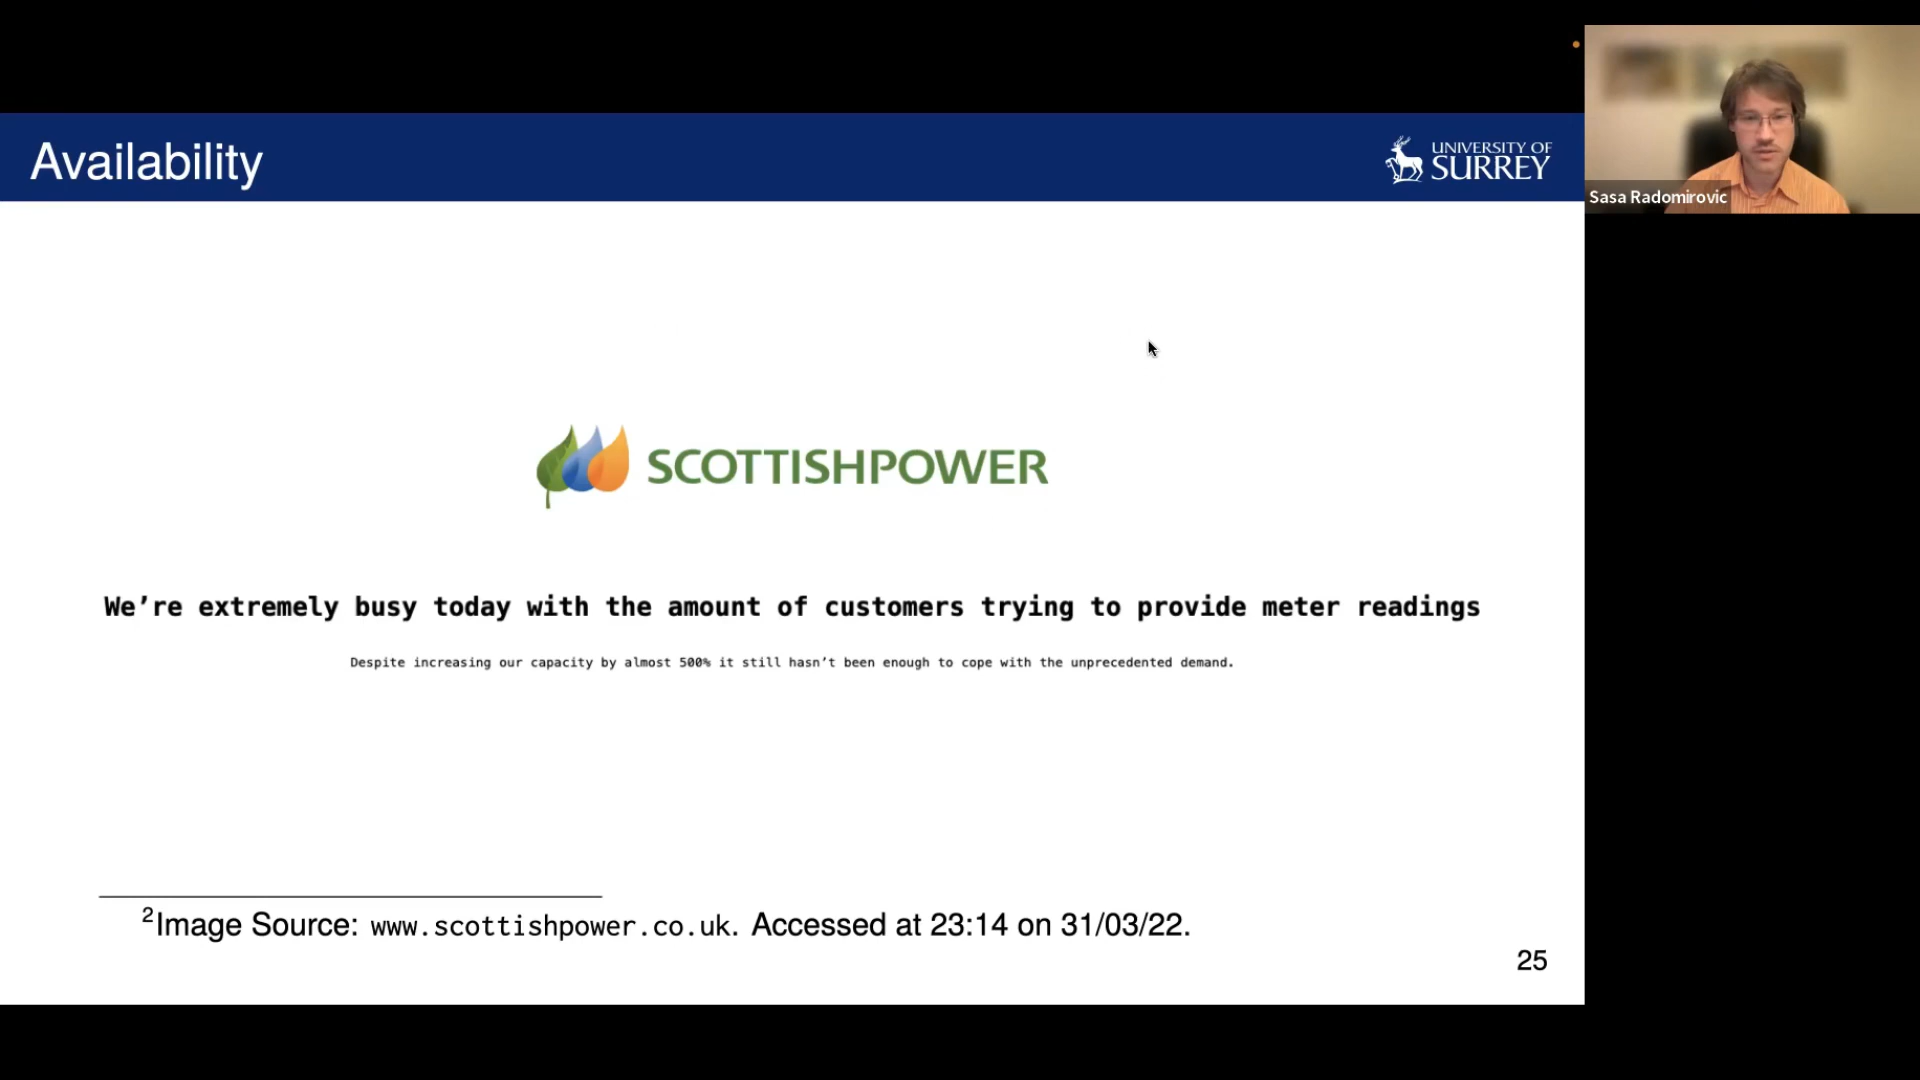 Availability
UNIVERSITY OF
SURREY
Sasa Radomirovic
SCOTTISHPOWER
We're extremely busy today with the amount of customers trying to provide meter readings
Despite increasing our capacity by almost 500% it still hasn't been enough to cope with the unprecedented demand.
²Image Source: www.scottishpower.co.uk. Accessed at 23:14 on 31/03/22.
25